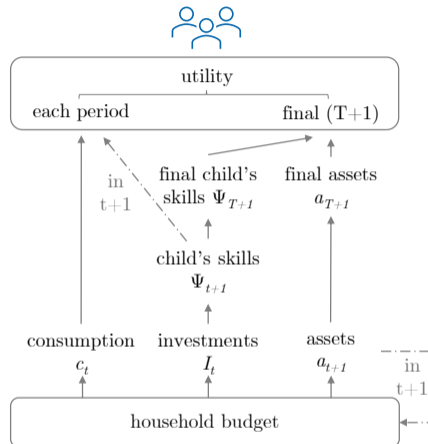 utility
each period final (T+1)
in
t+1
final child's
skills Ψ_{T+1}
final assets
a_{T+1}
child's skills
Ψ_{t+1}
consumption
c_t
investments
I_t
assets
a_{t+1}
in
t+1
household budget